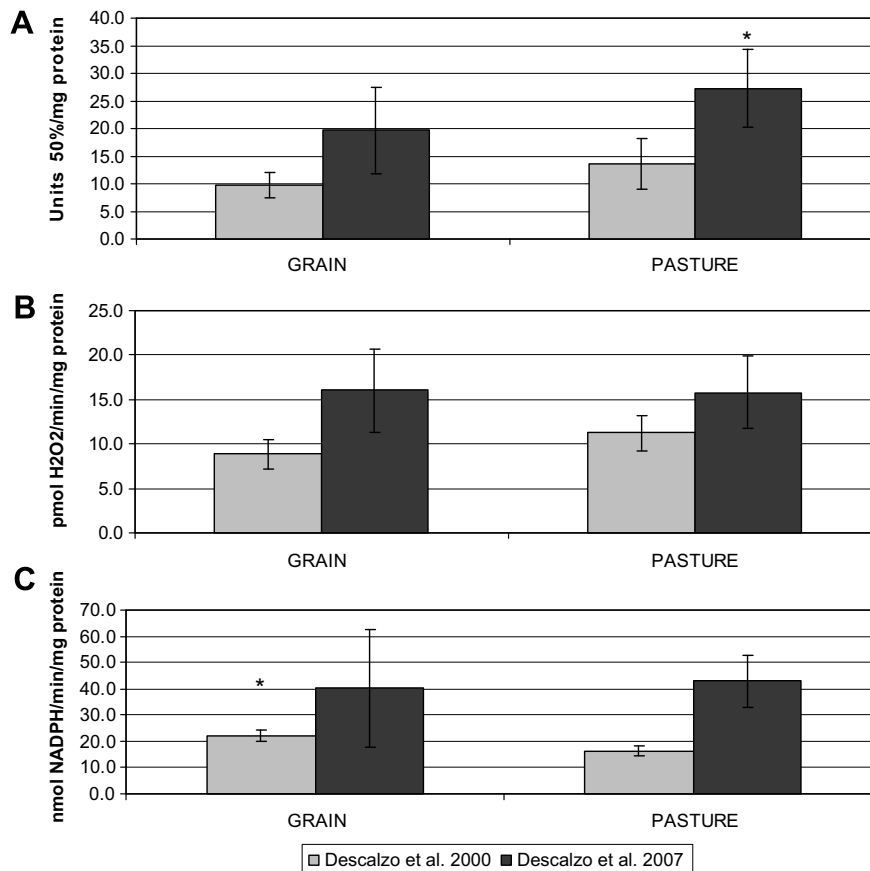 A
Units 50%/mg protein
40.0
35.0
30.0
25.0
20.0
15.0
10.0
5.0
0.0
*
GRAIN PASTURE
B
pmol H2O2/min/mg protein
25.0
20.0
15.0
10.0
5.0
0.0
GRAIN PASTURE
C
nmol NADPH/min/mg protein
70.0
60.0
50.0
40.0
30.0
20.0
10.0
0.0
*
GRAIN PASTURE
Descalzo et al. 2000 Descalzo et al. 2007